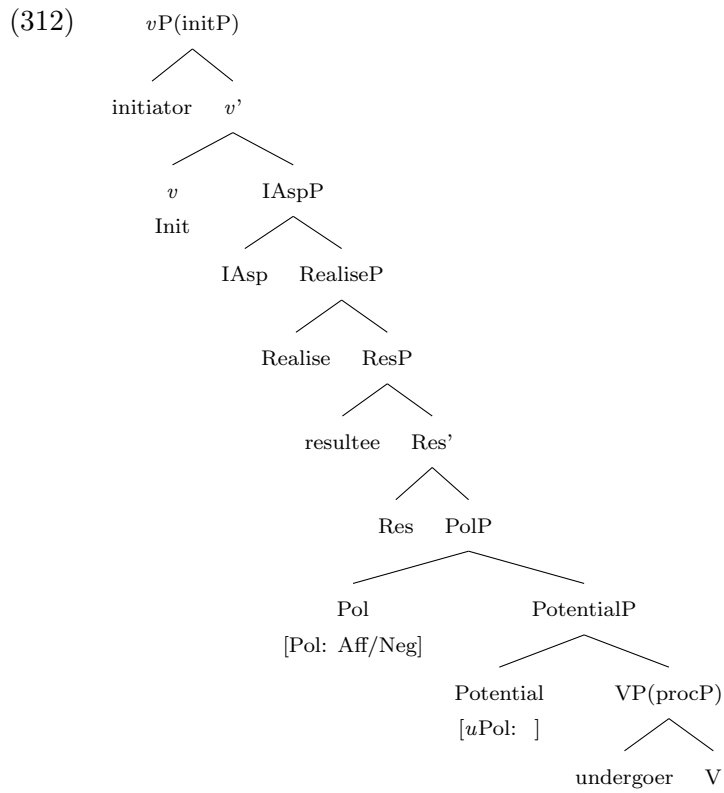 (312) vP(initP)
initiator v’
v IAspP
Init
IAsp RealiseP
Realise ResP
resultee Res’
Res PolP
Pol PotentialP
[Pol: Aff/Neg]
Potential VP(procP)
[uPol: ]
undergoer V